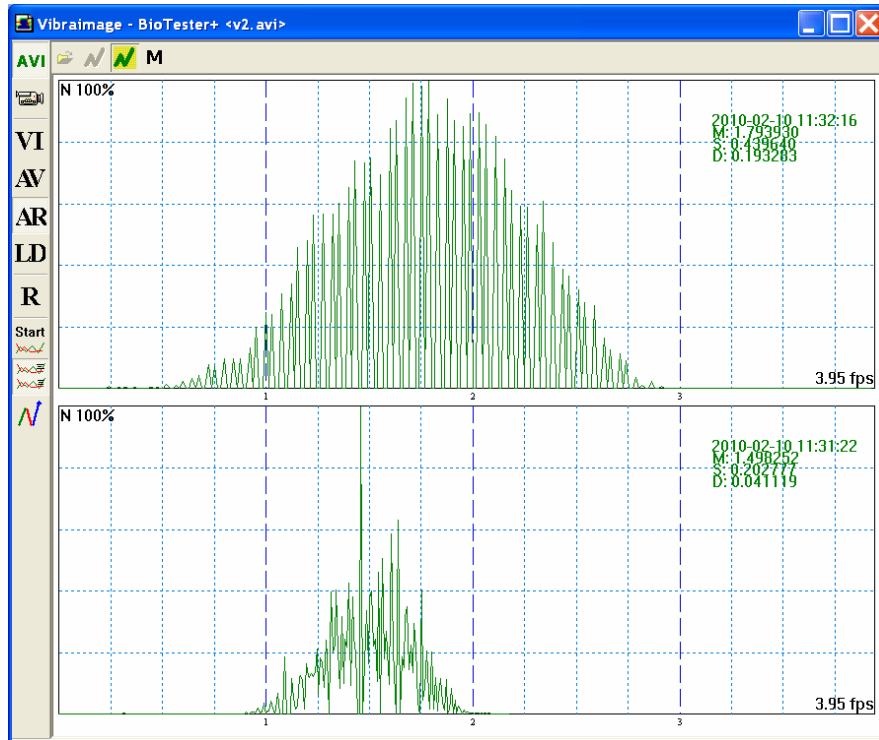 Vibraimage - BioTester+ <v2.avi>
AVI
M
VI
AV
AR
LD
R
Start
N 100%
2010-02-10 11:32:16
M: 1.793930
S: 0.439640
D: 0.193283
3.95 fps
1 2 3
N 100%
2010-02-10 11:31:22
M: 1.498252
S: 0.202777
D: 0.041119
3.95 fps
1 2 3